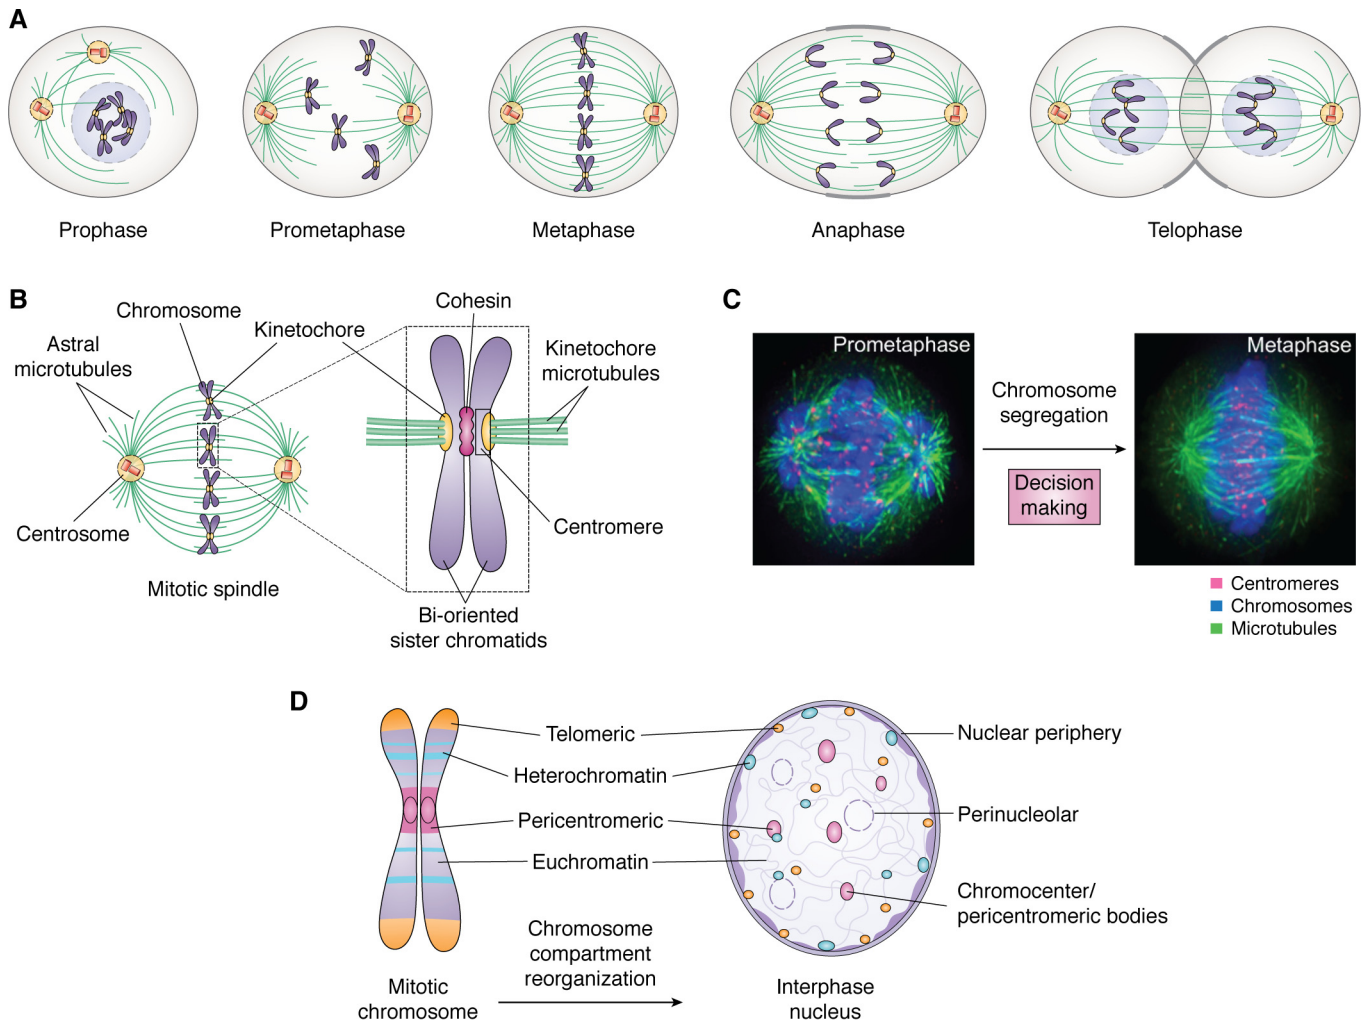 A
Prophase
Prometaphase
Metaphase
Anaphase
Telophase
B
Chromosome
Astral
microtubules
Kinetochore
Cohesin
Kinetochore
microtubules
Centrosome
Centromere
Mitotic spindle
Bi-oriented
sister chromatids
C
Prometaphase
Chromosome
segregation
Decision
making
Metaphase
Centromeres
Chromosomes
Microtubules
D
Telomeric
Heterochromatin
Pericentromeric
Euchromatin
Nuclear periphery
Perinucleolar
Chromocenter/
pericentromeric bodies
Chromosome
compartment
reorganization
Mitotic
chromosome
Interphase
nucleus